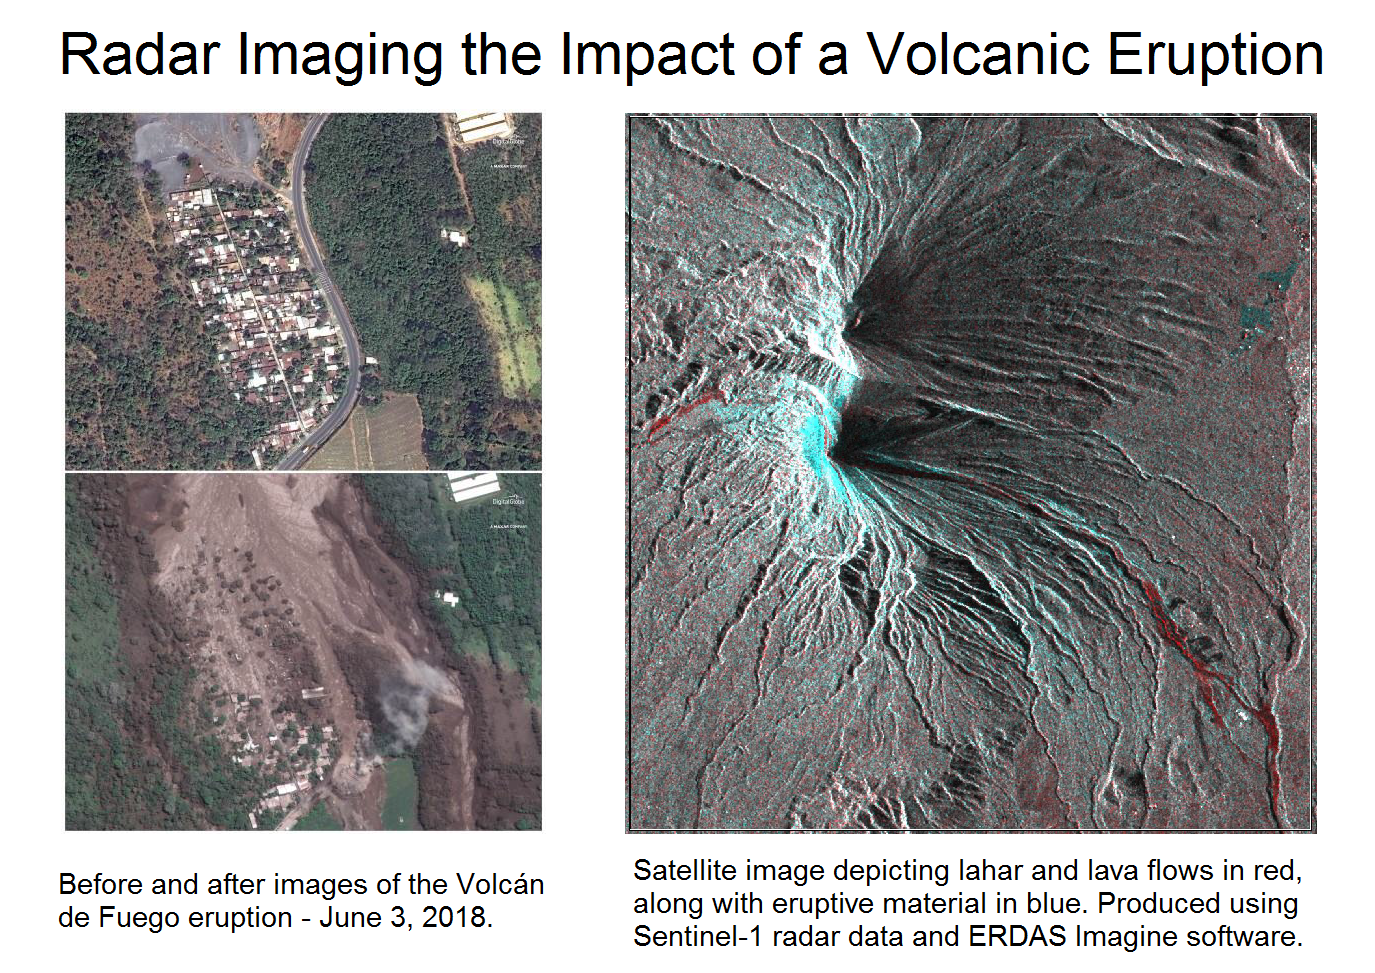 Radar Imaging the Impact of a Volcanic Eruption
DigitalGlobe
A MAXAR COMPANY
DigitalGlobe
A MAXAR COMPANY
Before and after images of the Volcán
de Fuego eruption - June 3, 2018.
Satellite image depicting lahar and lava flows in red,
along with eruptive material in blue. Produced using
Sentinel-1 radar data and ERDAS Imagine software.